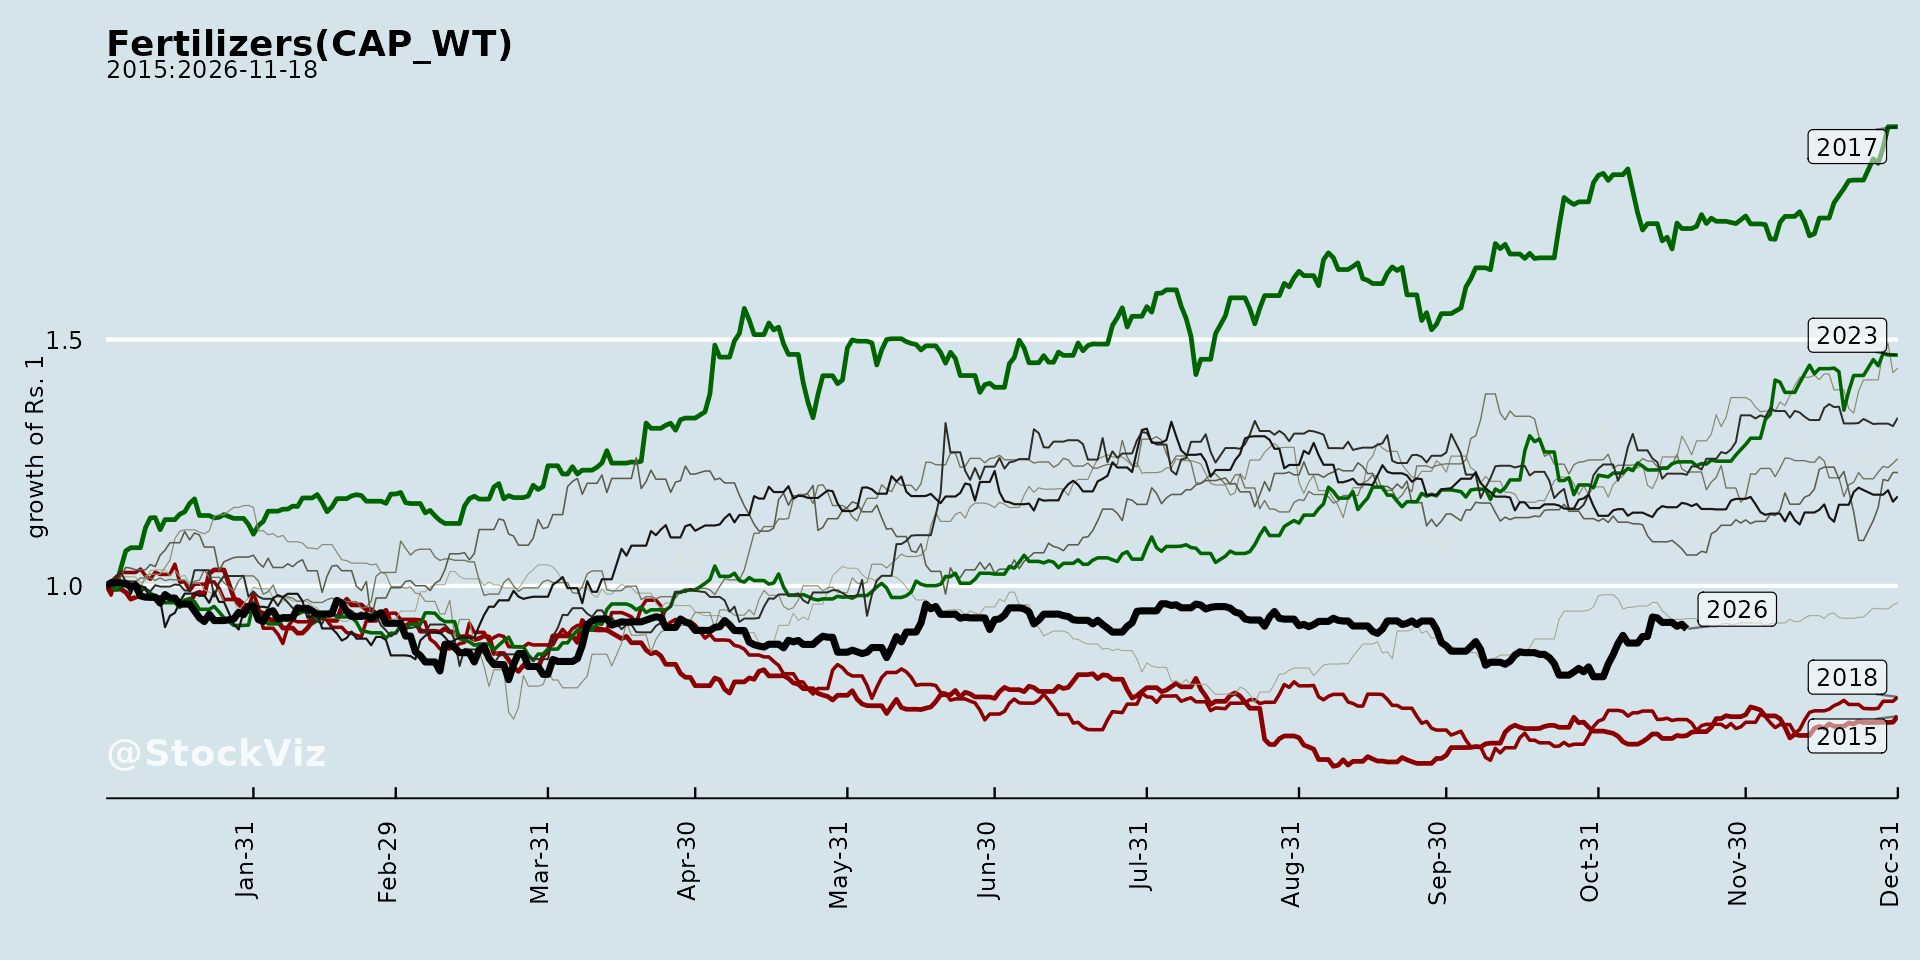 Fertilizers(CAP_WT)
2015:2026-11-18
growth of Rs. 1
1.5
1.0
2017
2023
2026
2018
2015
@StockViz
Jan-31
Feb-29
Mar-31
Apr-30
May-31
Jun-30
Jul-31
Aug-31
Sep-30
Oct-31
Nov-30
Dec-31